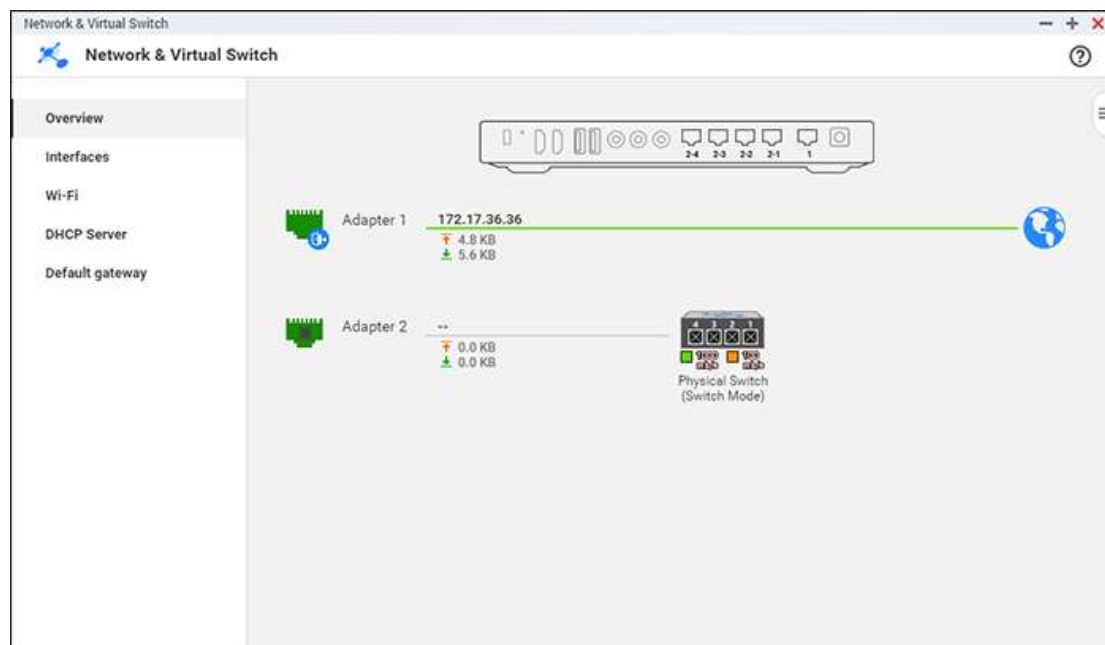 Network & Virtual Switch
Network & Virtual Switch
Overview
Interfaces
Wi-Fi
DHCP Server
Default gateway
2-4 2-3 2-2 2-1 1
Adapter 1 172.17.36.36
4.8 KB
5.6 KB
Adapter 2 --
0.0 KB
0.0 KB
4 3 2 1
Physical Switch
(Switch Mode)